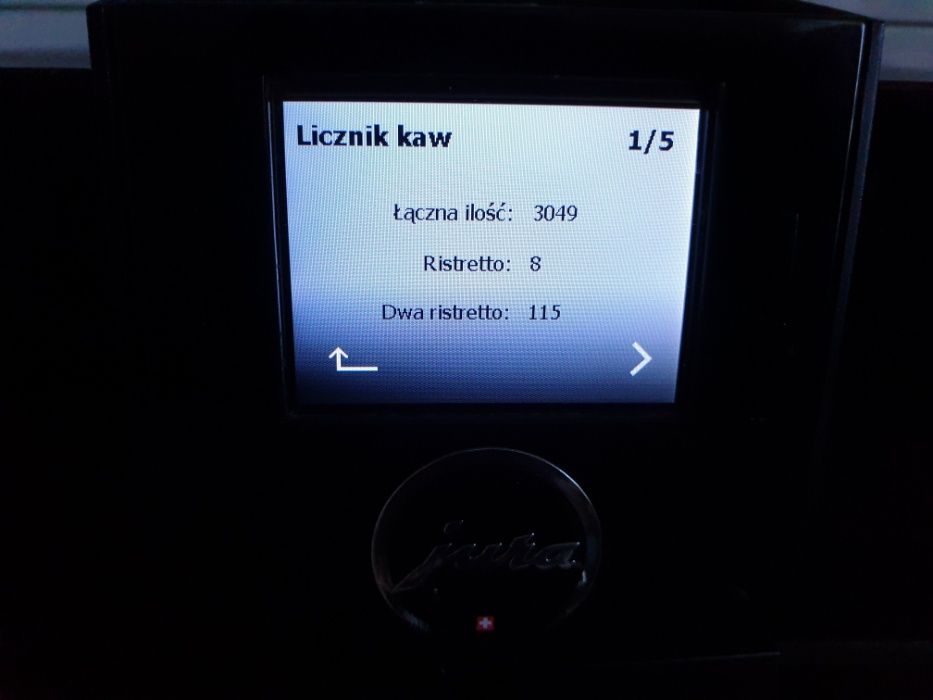 Licznik kaw 1/5
Łączna ilość: 3049
Ristretto: 8
Dwa ristretto: 115
jura